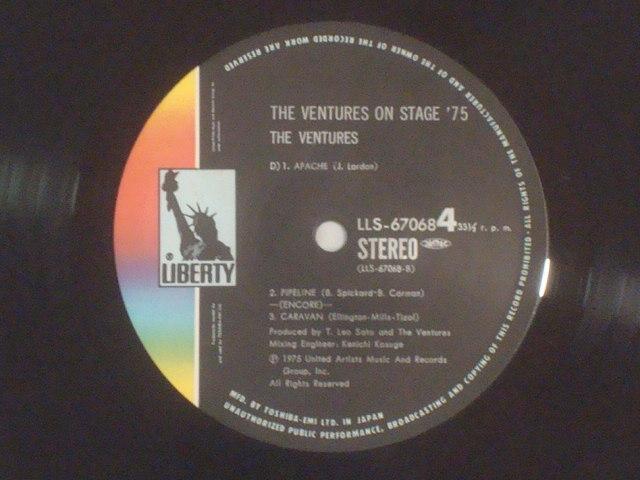 THE VENTURES ON STAGE '75
THE VENTURES
D) 1. APACHE (J. Lordan)
LLS-67068 4 33⅓ r. p. m.
STEREO
(LLS-67068-B)
® LIBERTY
2. PIPELINE (B. Spickard-B. Carman)
—(ENCORE)—
3. CARAVAN (Ellington-Mills-Tizol)
Produced by T. Leo Sato and The Ventures
Mixing Engineer: Kenichi Kosuge
℗ 1975 United Artists Music And Records
Group, Inc.
All Rights Reserved
MFD. BY TOSHIBA-EMI LTD. IN JAPAN
ALL RIGHTS OF THE MANUFACTURER AND OF THE OWNER OF THE RECORDED WORK ARE RESERVED
UNAUTHORIZED PUBLIC PERFORMANCE, BROADCASTING AND COPYING OF THIS RECORD PROHIBITED·